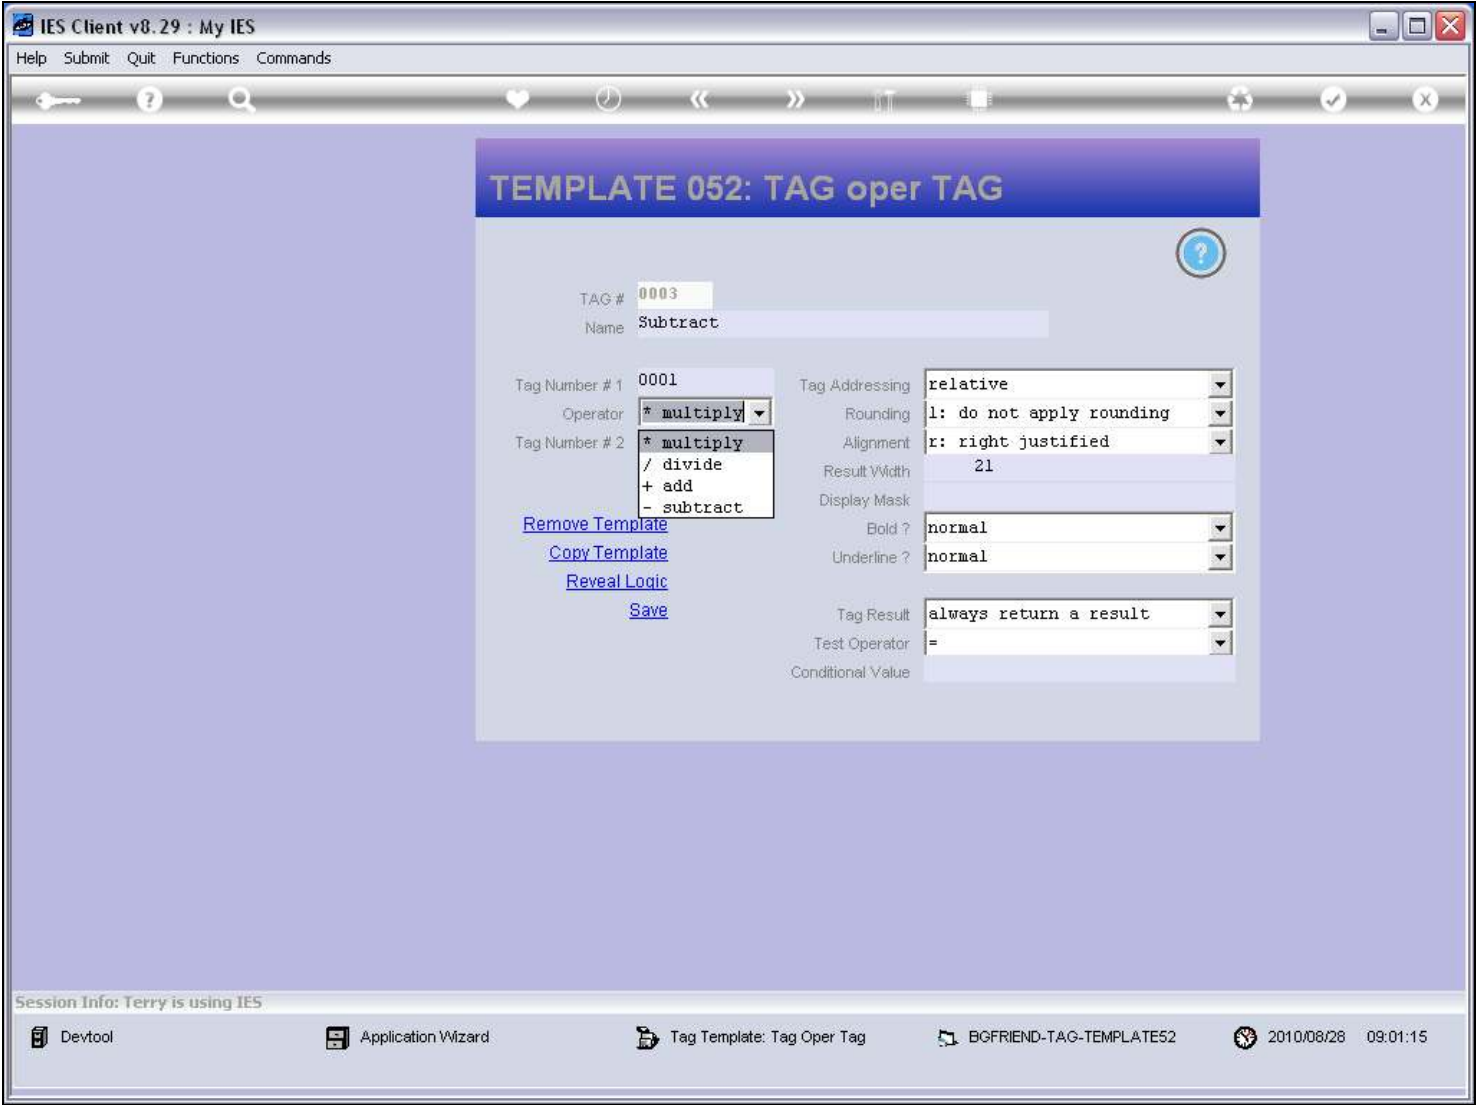 IES Client v8.29 : My IES
Help Submit Quit Functions Commands
TEMPLATE 052: TAG oper TAG
?
TAG # 0003
Name Subtract
Tag Number # 1 0001
Operator * multiply
Tag Number # 2
* multiply
/ divide
+ add
- subtract
Remove Template
Copy Template
Reveal Logic
Save
Tag Addressing relative
Rounding l: do not apply rounding
Alignment r: right justified
Result Width 21
Display Mask
Bold ? normal
Underline ? normal
Tag Result always return a result
Test Operator =
Conditional Value
Session Info: Terry is using IES
Devtool Application Wizard Tag Template: Tag Oper Tag BGFRIEND-TAG-TEMPLATE52 2010/08/28 09:01:15